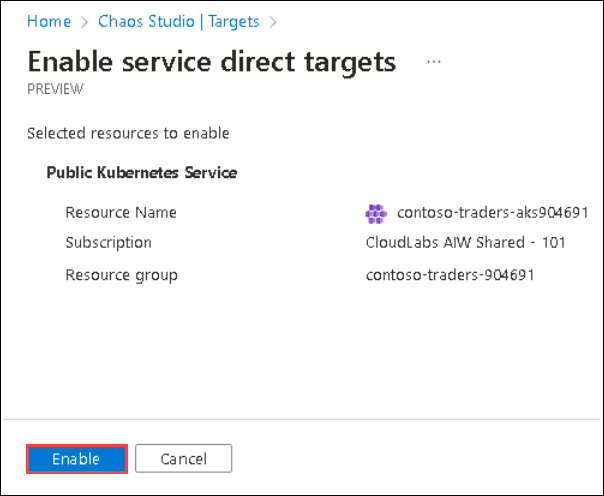 Home > Chaos Studio | Targets >
Enable service direct targets ...
PREVIEW
Selected resources to enable
Public Kubernetes Service
Resource Name contoso-traders-aks904691
Subscription CloudLabs AIW Shared - 101
Resource group contoso-traders-904691
Enable Cancel